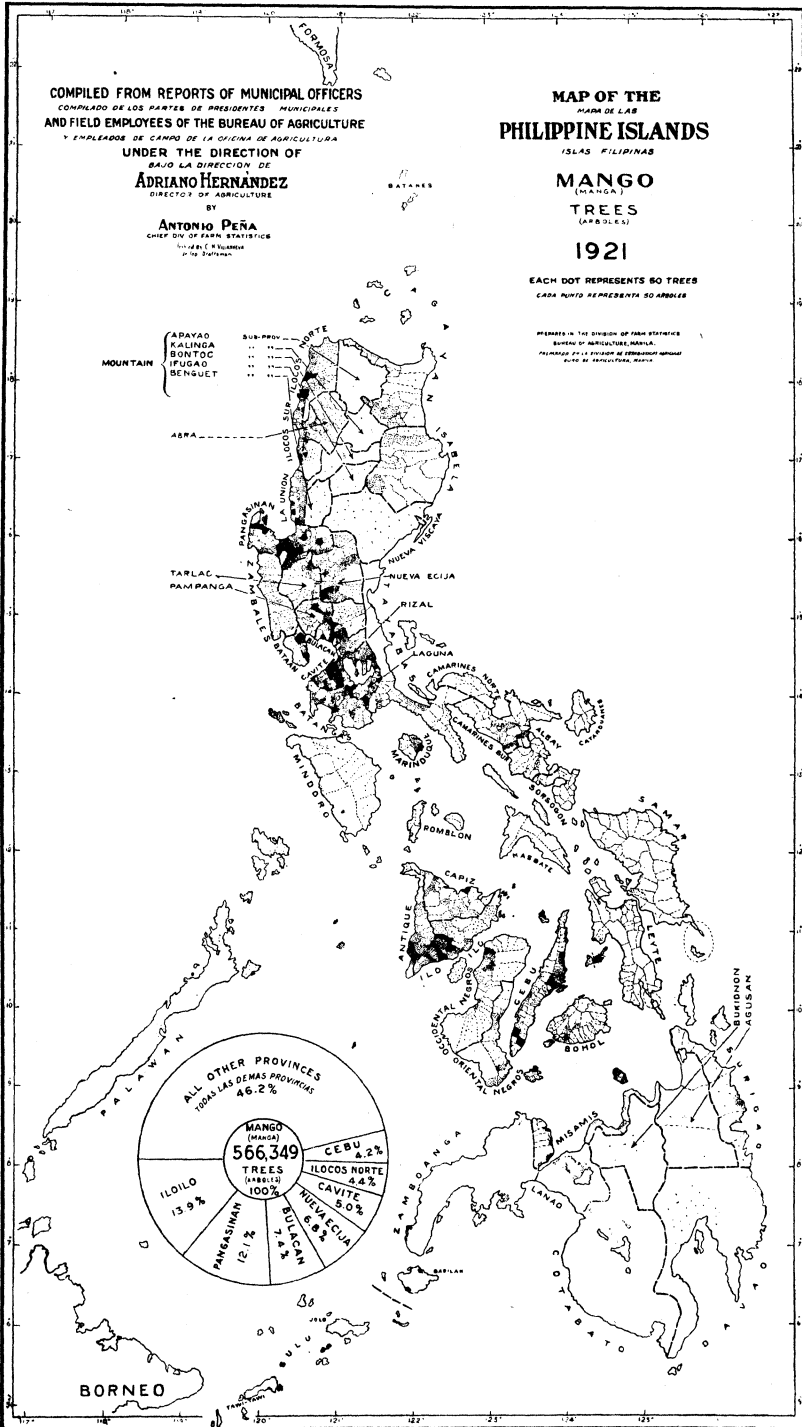 COMPILED FROM REPORTS OF MUNICIPAL OFFICERS
COMPILADO DE LOS PARTES DE PRESIDENTES MUNICIPALES
AND FIELD EMPLOYEES OF THE BUREAU OF AGRICULTURE
Y EMPLEADOS DE CAMPO DE LA OFICINA DE AGRICULTURA
UNDER THE DIRECTION OF
BAJO LA DIRECCION DE
ADRIANO HERNÁNDEZ
DIRECTOR OF AGRICULTURE
BY
ANTONIO PEÑA
CHIEF DIV OF FARM STATISTICS
MAP OF THE
MAPA DE LAS
PHILIPPINE ISLANDS
ISLAS FILIPINAS
MANGO
(MANGA)
TREES
(ARBOLES)
1921
EACH DOT REPRESENTS 50 TREES
CADA PUNTO REPRESENTA 50 ARBOLES
PREPARED IN THE DIVISION OF FARM STATISTICS
BUREAU OF AGRICULTURE, MANILA.
FORMOSA
BATANES
CAGAYAN
MOUNTAIN
APAYAO SUB-PROV.
KALINGA " "
BONTOC " "
IFUGAO " "
BENGUET " "
ILOCOS NORTE
ILOCOS SUR
ABRA
ISABELA
LA UNION
PANGASINAN
NUEVA VISCAYA
ZAMBALES
TARLAC
NUEVA ECIJA
PAMPANGA
RIZAL
TAYABAS
BULACAN
BATAAN
CAVITE
LAGUNA
BATANGAS
CAMARINES NORTE
CAMARINES SUR
CATANDUANES
ALBAY
MARINDUQUE
MINDORO
SORSOGON
ROMBLON
MASBATE
SAMAR
CAPIZ
ANTIQUE
ILOILO
LEYTE
CEBU
OCCIDENTAL NEGROS
ORIENTAL NEGROS
BOHOL
BUKIDNON
AGUSAN
SURIGAO
PALAWAN
MISAMIS
ZAMBOANGA
LANAO
COTABATO
DAVAO
BASILAN
JOLO
SULU
TAWI-TAWI
BORNEO
ALL OTHER PROVINCES
TODAS LAS DEMAS PROVINCIAS
46.2%
MANGO
(MANGA)
566,349
TREES
(ARBOLES)
100%
CEBU
4.2%
ILOCOS NORTE
4.4%
CAVITE
5.0%
NUEVA ECIJA
6.8%
BULACAN
7.4%
PANGASINAN
12.1%
ILOILO
13.9%